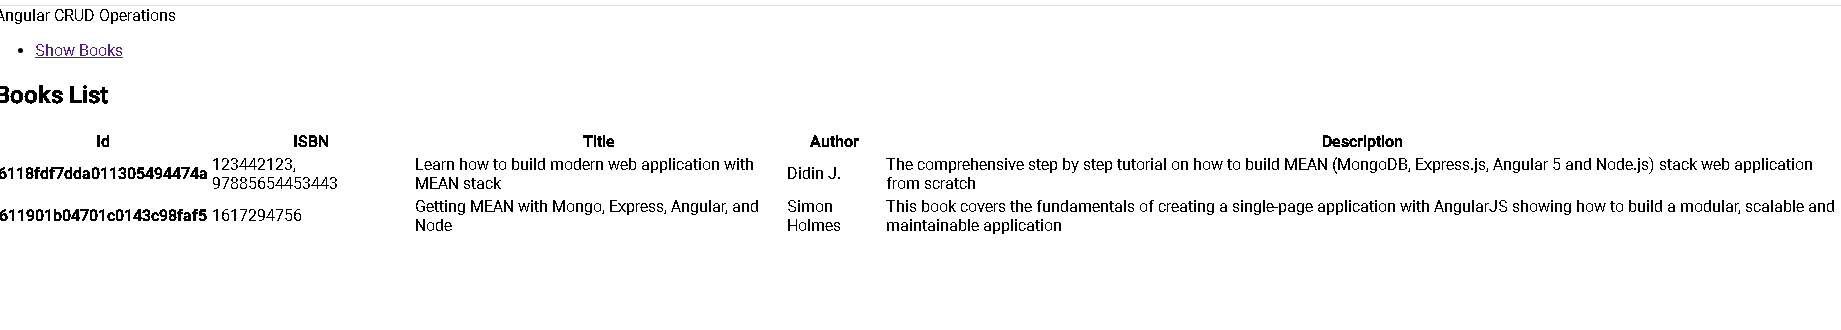 Angular CRUD Operations
Show Books
Books List
Id ISBN Title Author Description
6118fdf7dda011305494474a 123442123, 97885654453443 Learn how to build modern web application with MEAN stack Didin J. The comprehensive step by step tutorial on how to build MEAN (MongoDB, Express.js, Angular 5 and Node.js) stack web application from scratch
611901b04701c0143c98faf5 1617294756 Getting MEAN with Mongo, Express, Angular, and Node Simon Holmes This book covers the fundamentals of creating a single-page application with AngularJS showing how to build a modular, scalable and maintainable application